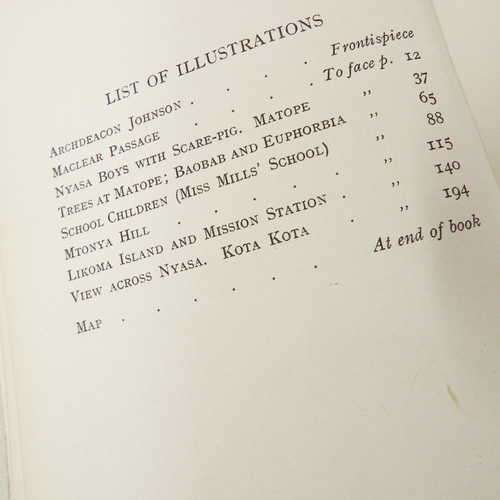 LIST OF ILLUSTRATIONS
ARCHDEACON JOHNSON . . . . Frontispiece
MACLEAR PASSAGE . . . . To face p. 12
NYASA BOYS WITH SCARE-PIG. MATOPE ,, 37
TREES AT MATOPE; BAOBAB AND EUPHORBIA ,, 65
SCHOOL CHILDREN (MISS MILLS' SCHOOL) ,, 88
MTONYA HILL . . . . . ,, 115
LIKOMA ISLAND AND MISSION STATION . ,, 140
VIEW ACROSS NYASA. KOTA KOTA . ,, 194
MAP . . . . . . At end of book